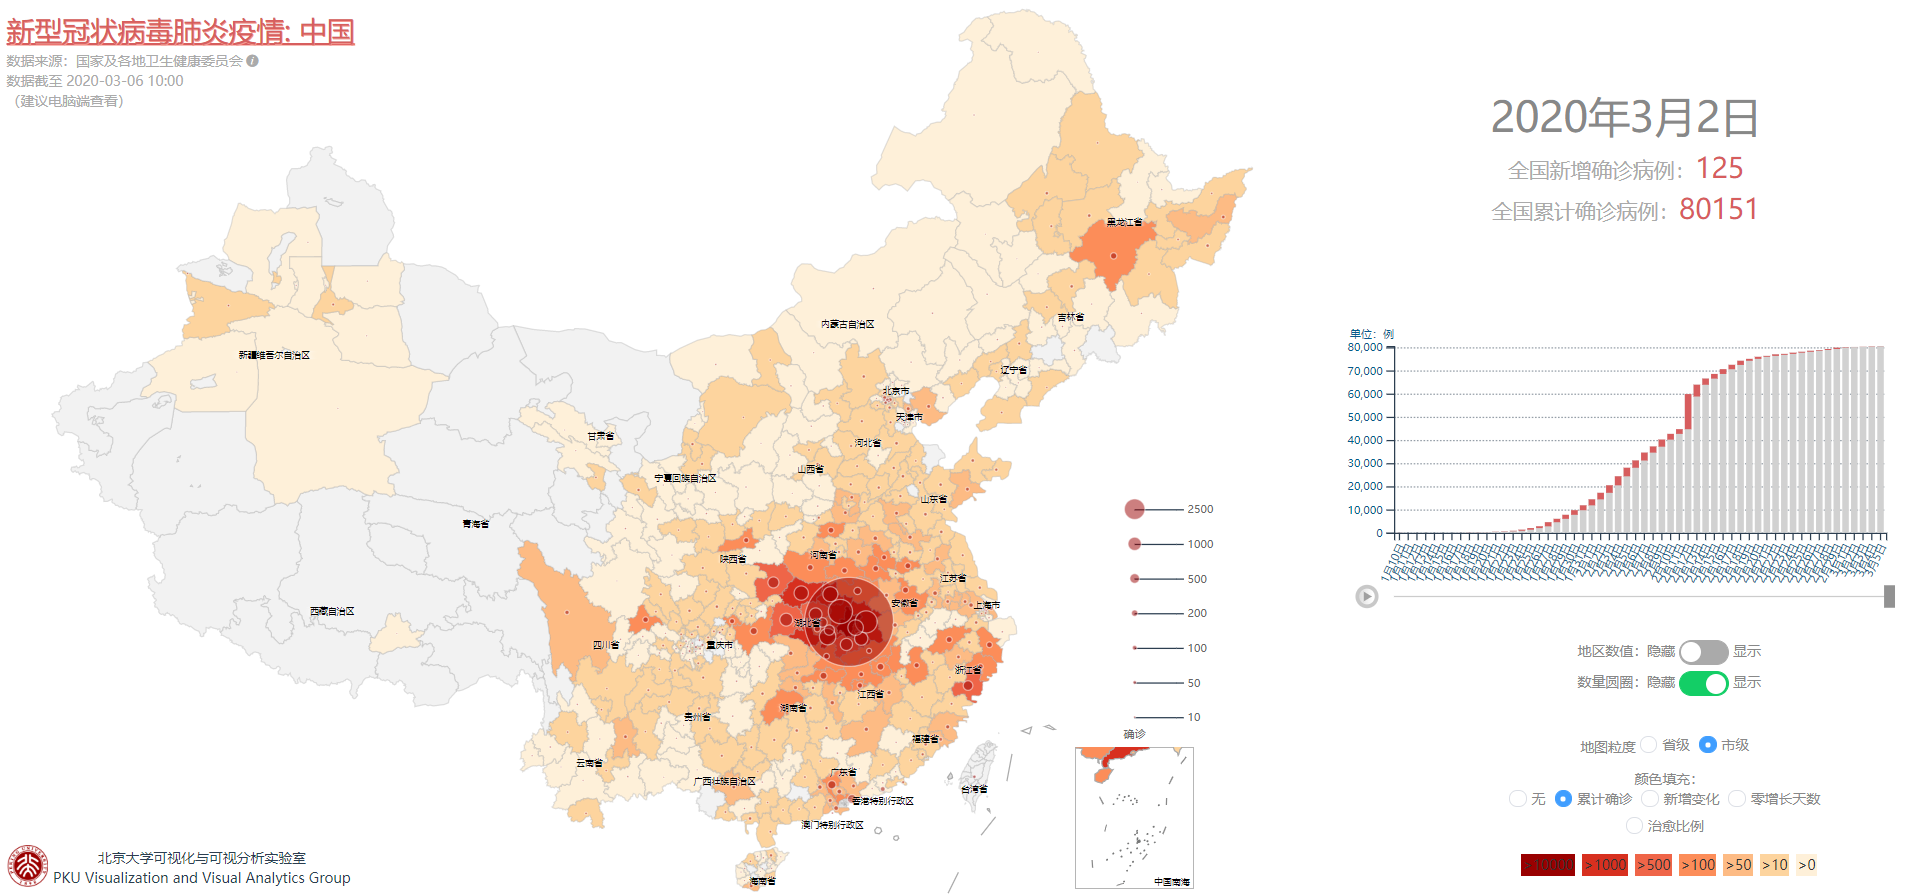 新型冠状病毒肺炎疫情: 中国
数据来源：国家及各地卫生健康委员会
数据截至 2020-03-06 10:00
（建议电脑端查看）
2020年3月2日
全国新增确诊病例：125
全国累计确诊病例：80151
黑龙江省
吉林省
内蒙古自治区
新疆维吾尔自治区
辽宁省
北京市
天津市
甘肃省
河北省
山西省
宁夏回族自治区
山东省
青海省
陕西省
河南省
江苏省
西藏自治区
安徽省
上海市
湖北省
四川省
重庆市
浙江省
江西省
湖南省
贵州省
福建省
云南省
广西壮族自治区
广东省
台湾省
香港特别行政区
澳门特别行政区
海南省
中国南海
2500
1000
500
200
100
50
10
确诊
单位：例
80,000
70,000
60,000
50,000
40,000
30,000
20,000
10,000
0
地区数值：隐藏 显示
数量圆圈：隐藏 显示
地图粒度 省级 市级
颜色填充：
无 累计确诊 新增变化 零增长天数
治愈比例
>10000 >1000 >500 >100 >50 >10 >0
北京大学可视化与可视分析实验室
PKU Visualization and Visual Analytics Group